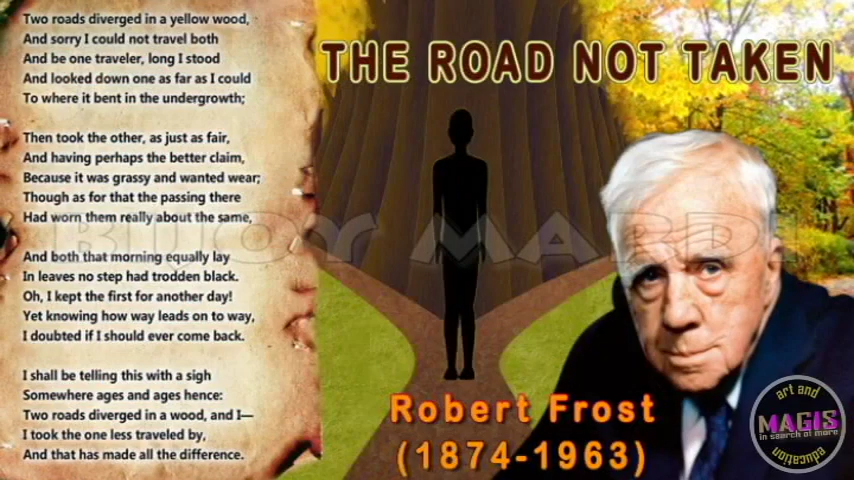 Two roads diverged in a yellow wood,
And sorry I could not travel both
And be one traveler, long I stood
And looked down one as far as I could
To where it bent in the undergrowth;
Then took the other, as just as fair,
And having perhaps the better claim,
Because it was grassy and wanted wear;
Though as for that the passing there
Had worn them really about the same,
And both that morning equally lay
In leaves no step had trodden black.
Oh, I kept the first for another day!
Yet knowing how way leads on to way,
I doubted if I should ever come back.
I shall be telling this with a sigh
Somewhere ages and ages hence:
Two roads diverged in a wood, and I—
I took the one less traveled by,
And that has made all the difference.
THE ROAD NOT TAKEN
BIJOY MARDI
Robert Frost
(1874-1963)
art and
MAGIS
in search of more
education